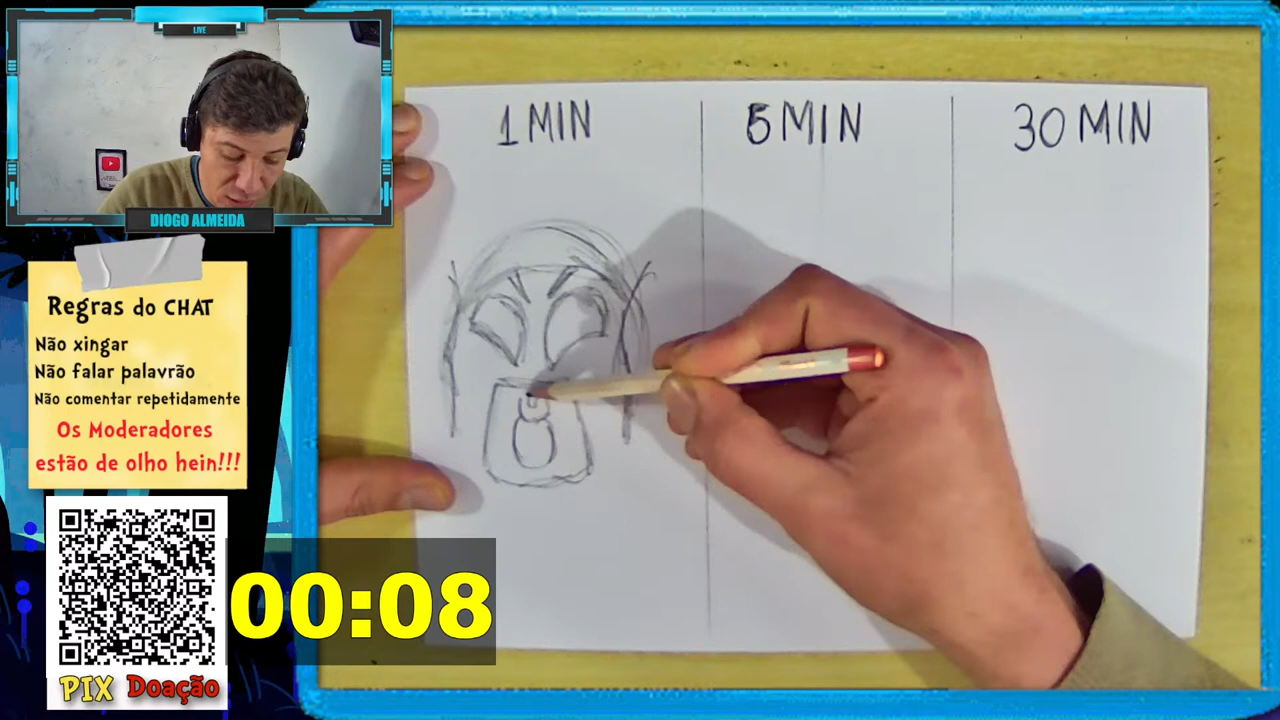 LIVE
DIOGO ALMEIDA
1 MIN
5 MIN
30 MIN
Regras do CHAT
Não xingar
Não falar palavrão
Não comentar repetidamente
Os Moderadores
estão de olho hein!!!
00:08
PIX Doação